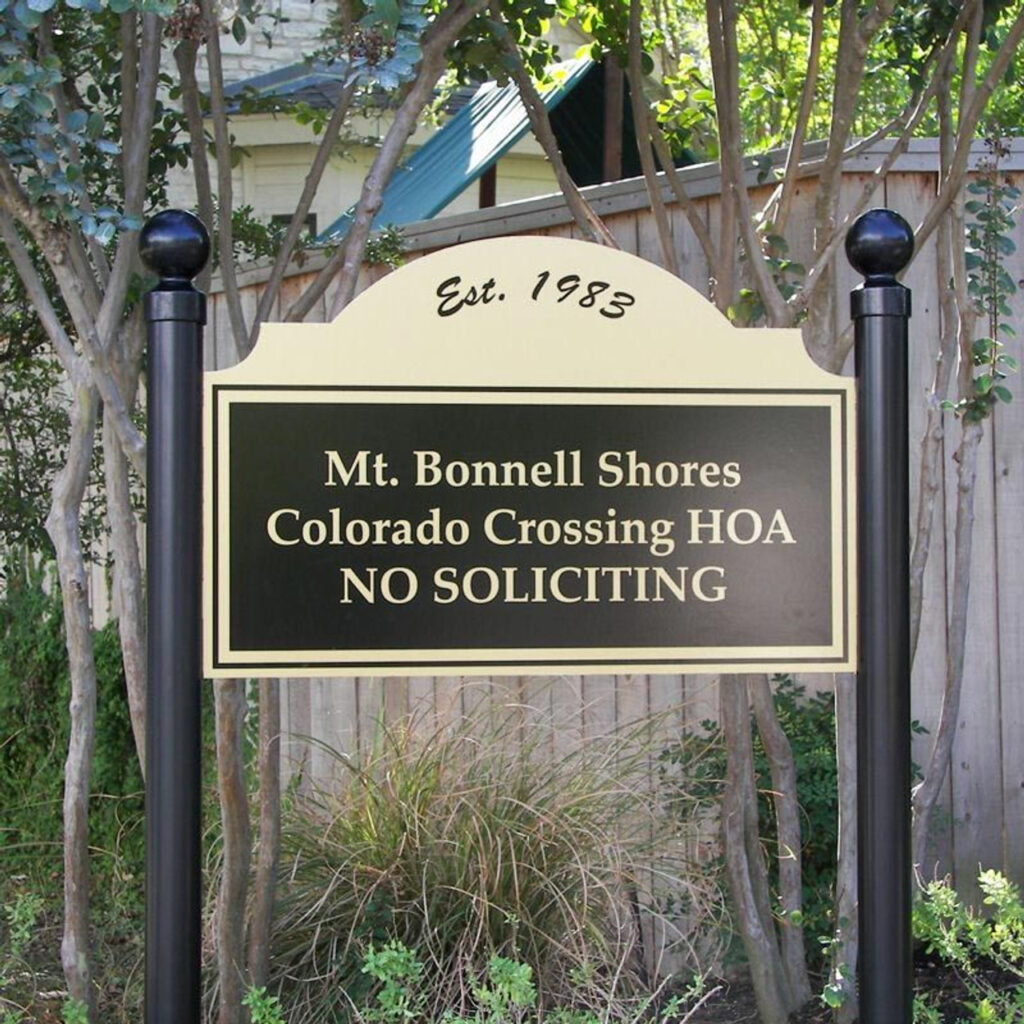 Est. 1983
Mt. Bonnell Shores
Colorado Crossing HOA
NO SOLICITING